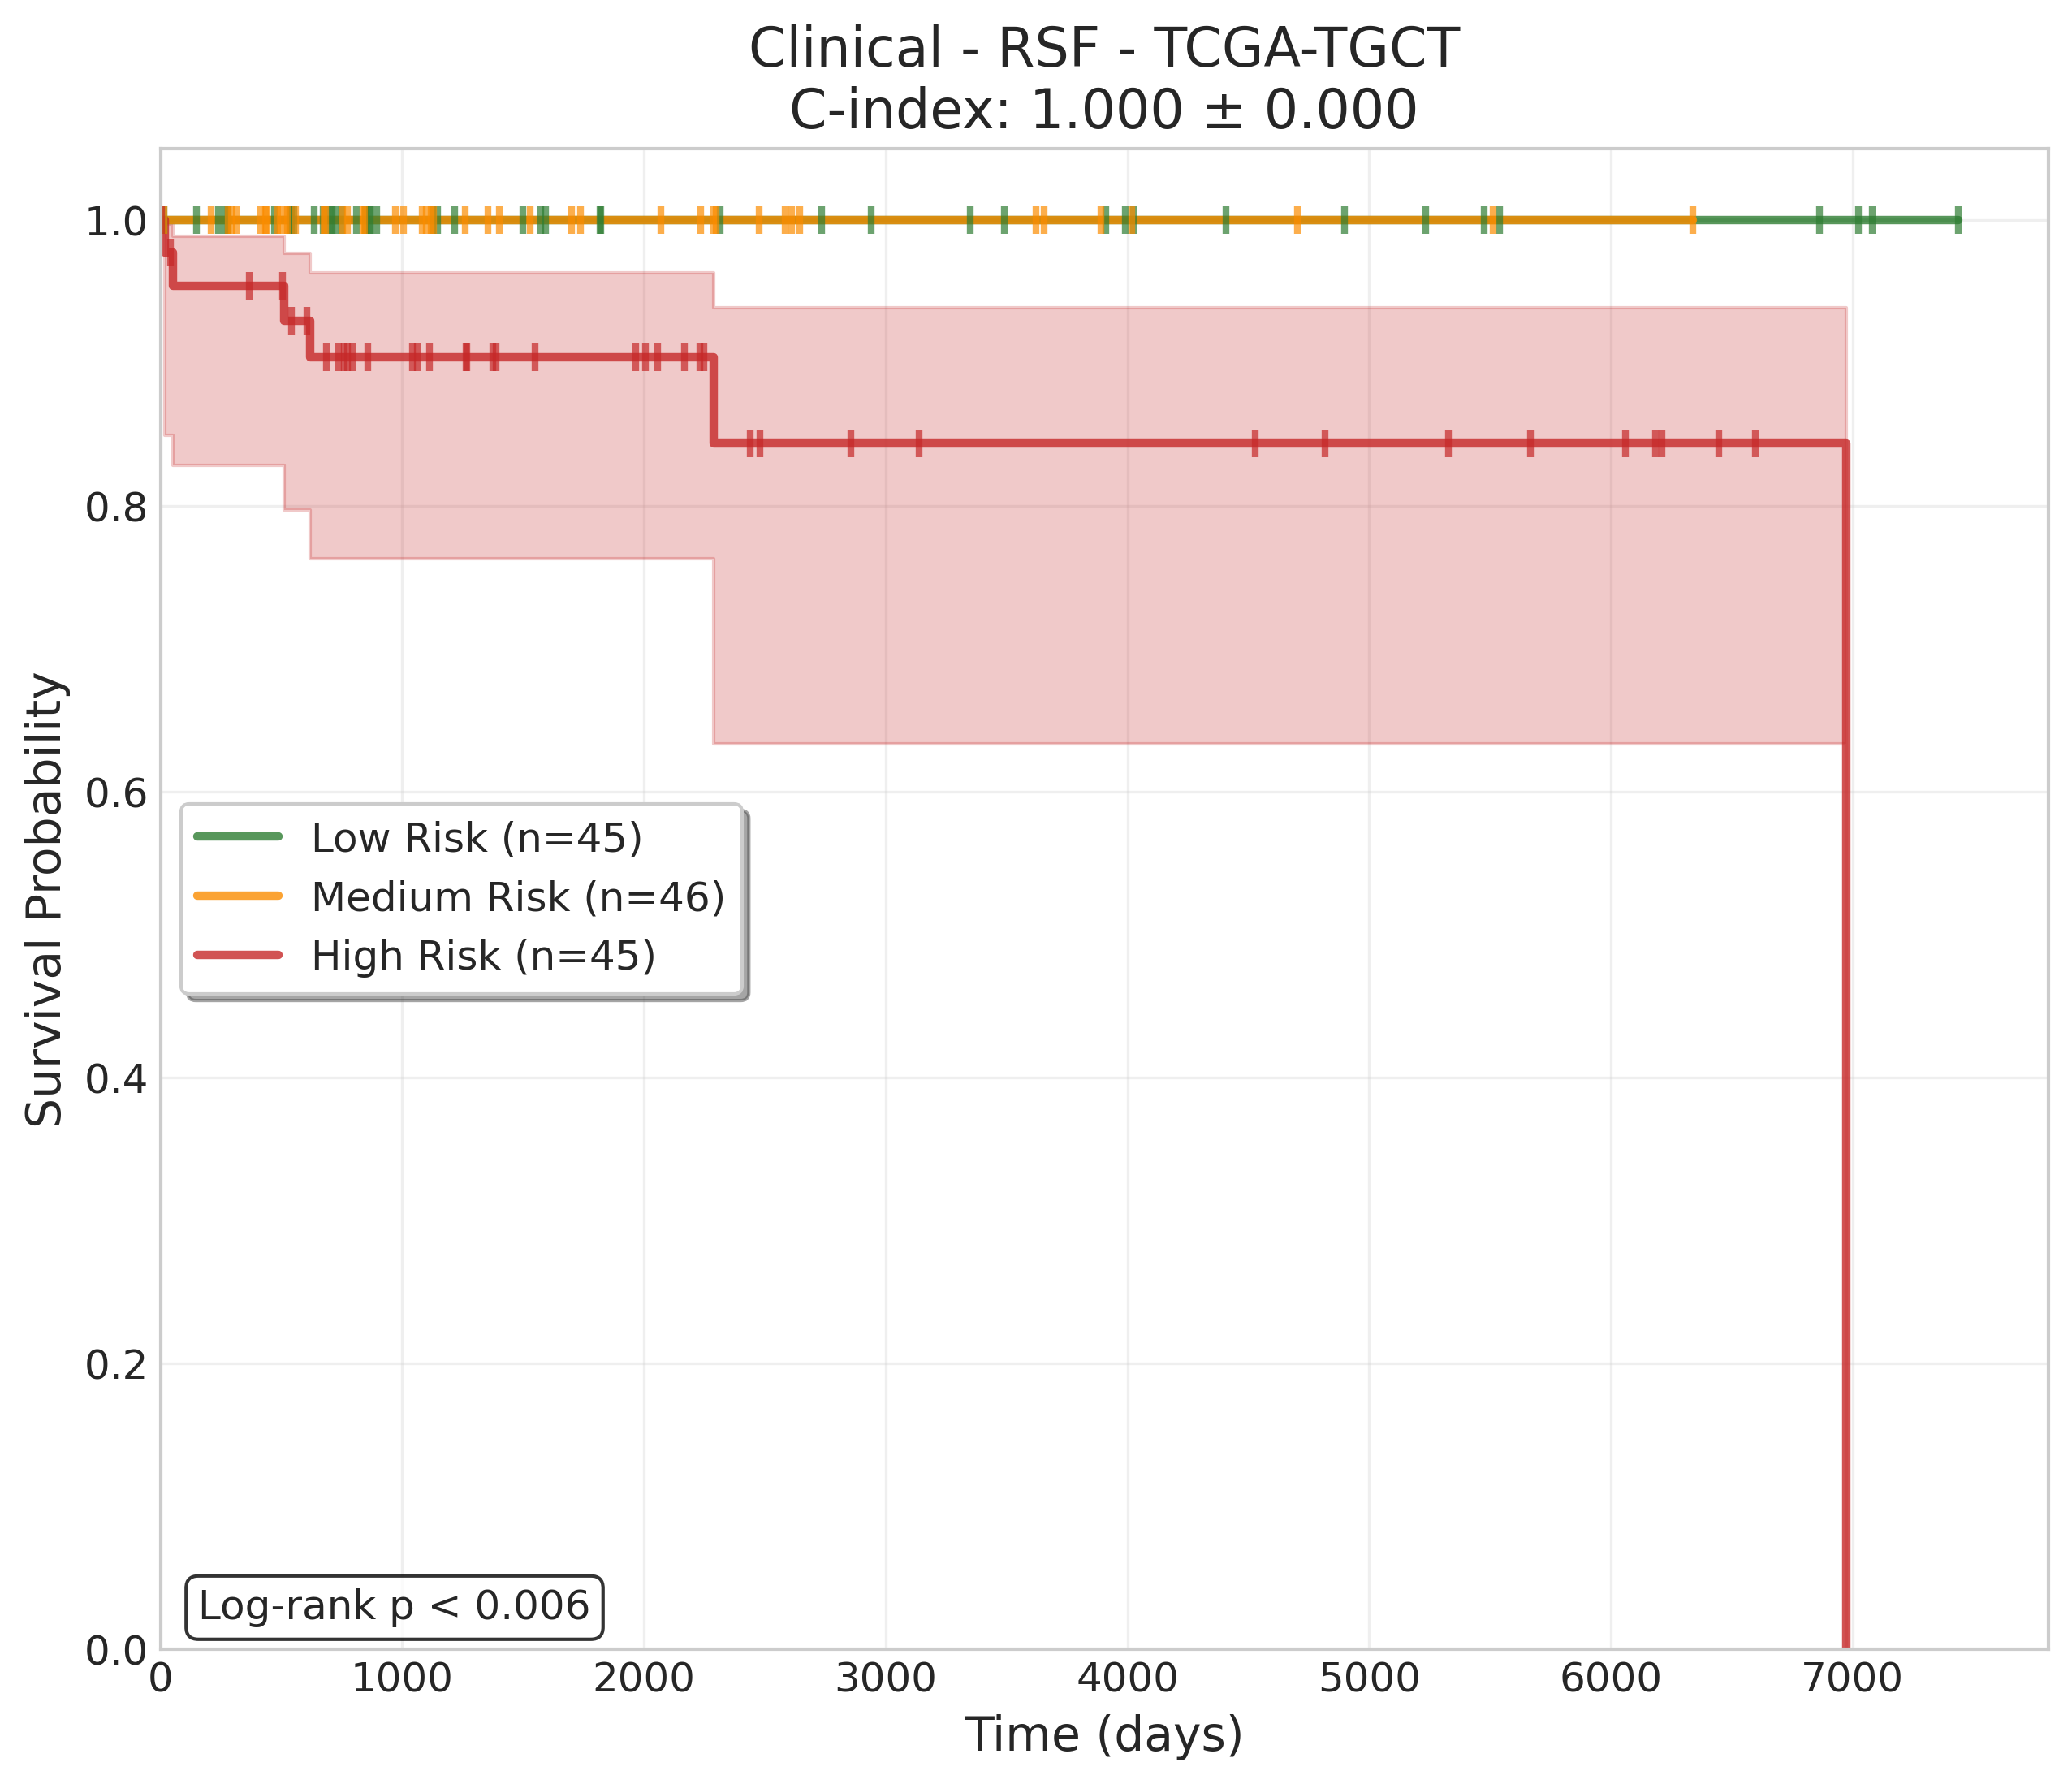 Clinical - RSF - TCGA-TGCT
C-index: 1.000 ± 0.000
Survival Probability
1.0
0.8
0.6
0.4
0.2
0.0
Low Risk (n=45)
Medium Risk (n=46)
High Risk (n=45)
Log-rank p < 0.006
0 1000 2000 3000 4000 5000 6000 7000
Time (days)